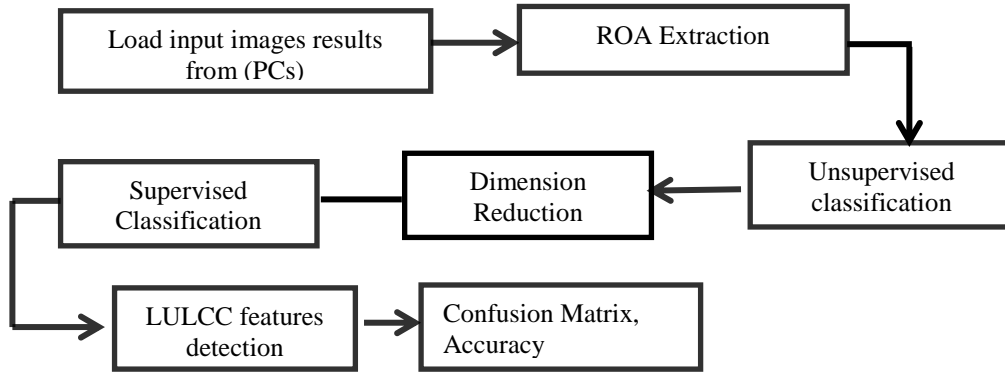 Load input images results
from (PCs)
ROA Extraction
Unsupervised
classification
Dimension
Reduction
Supervised
Classification
LULCC features
detection
Confusion Matrix,
Accuracy